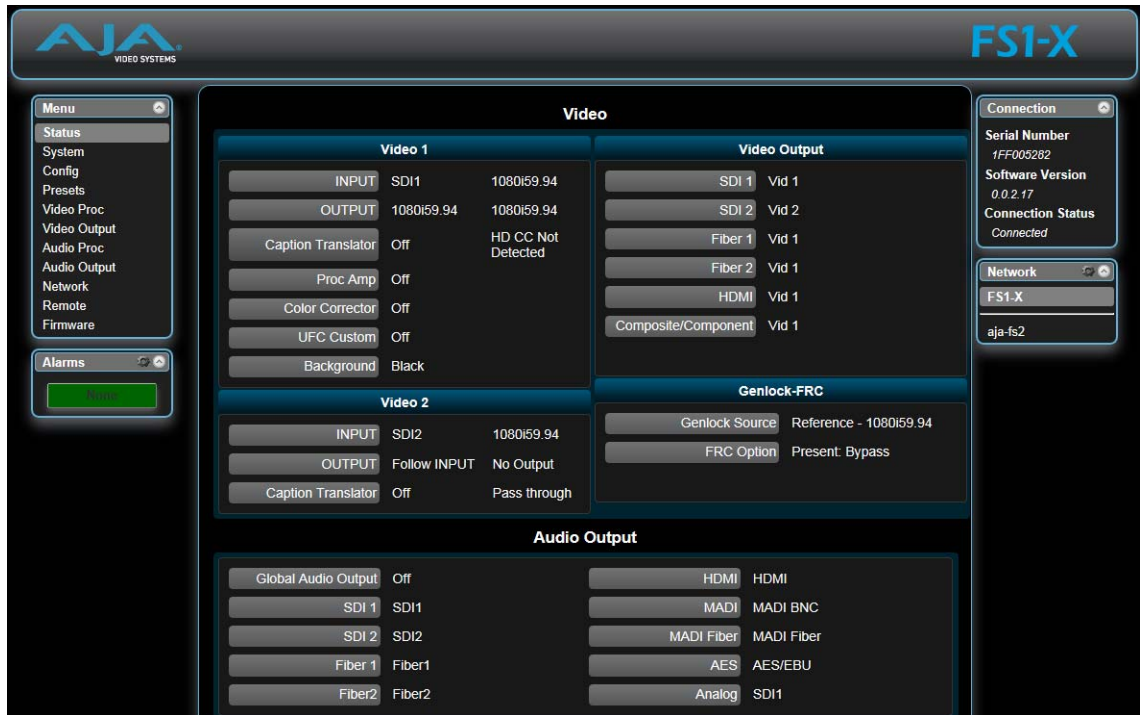 AJA
VIDEO SYSTEMS
FS1-X
Menu
Status
System
Config
Presets
Video Proc
Video Output
Audio Proc
Audio Output
Network
Remote
Firmware
Alarms
None
Video
Video 1
INPUT SDI1 1080i59.94
OUTPUT 1080i59.94 1080i59.94
Caption Translator Off HD CC Not
Detected
Proc Amp Off
Color Corrector Off
UFC Custom Off
Background Black
Video 2
INPUT SDI2 1080i59.94
OUTPUT Follow INPUT No Output
Caption Translator Off Pass through
Video Output
SDI 1 Vid 1
SDI 2 Vid 2
Fiber 1 Vid 1
Fiber 2 Vid 1
HDMI Vid 1
Composite/Component Vid 1
Genlock-FRC
Genlock Source Reference - 1080i59.94
FRC Option Present: Bypass
Audio Output
Global Audio Output Off
SDI 1 SDI1
SDI 2 SDI2
Fiber 1 Fiber1
Fiber2 Fiber2
HDMI HDMI
MADI MADI BNC
MADI Fiber MADI Fiber
AES AES/EBU
Analog SDI1
Connection
Serial Number
1FF005282
Software Version
0.0.2.17
Connection Status
Connected
Network
FS1-X
aja-fs2